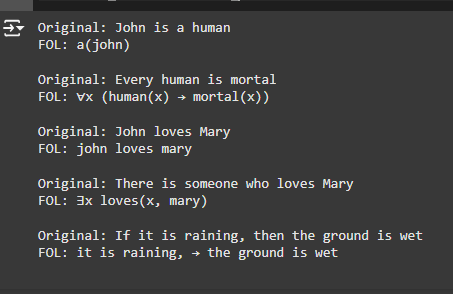 Original: John is a human
FOL: a(john)
Original: Every human is mortal
FOL: ∀x (human(x) → mortal(x))
Original: John loves Mary
FOL: john loves mary
Original: There is someone who loves Mary
FOL: ∃x loves(x, mary)
Original: If it is raining, then the ground is wet
FOL: it is raining, → the ground is wet